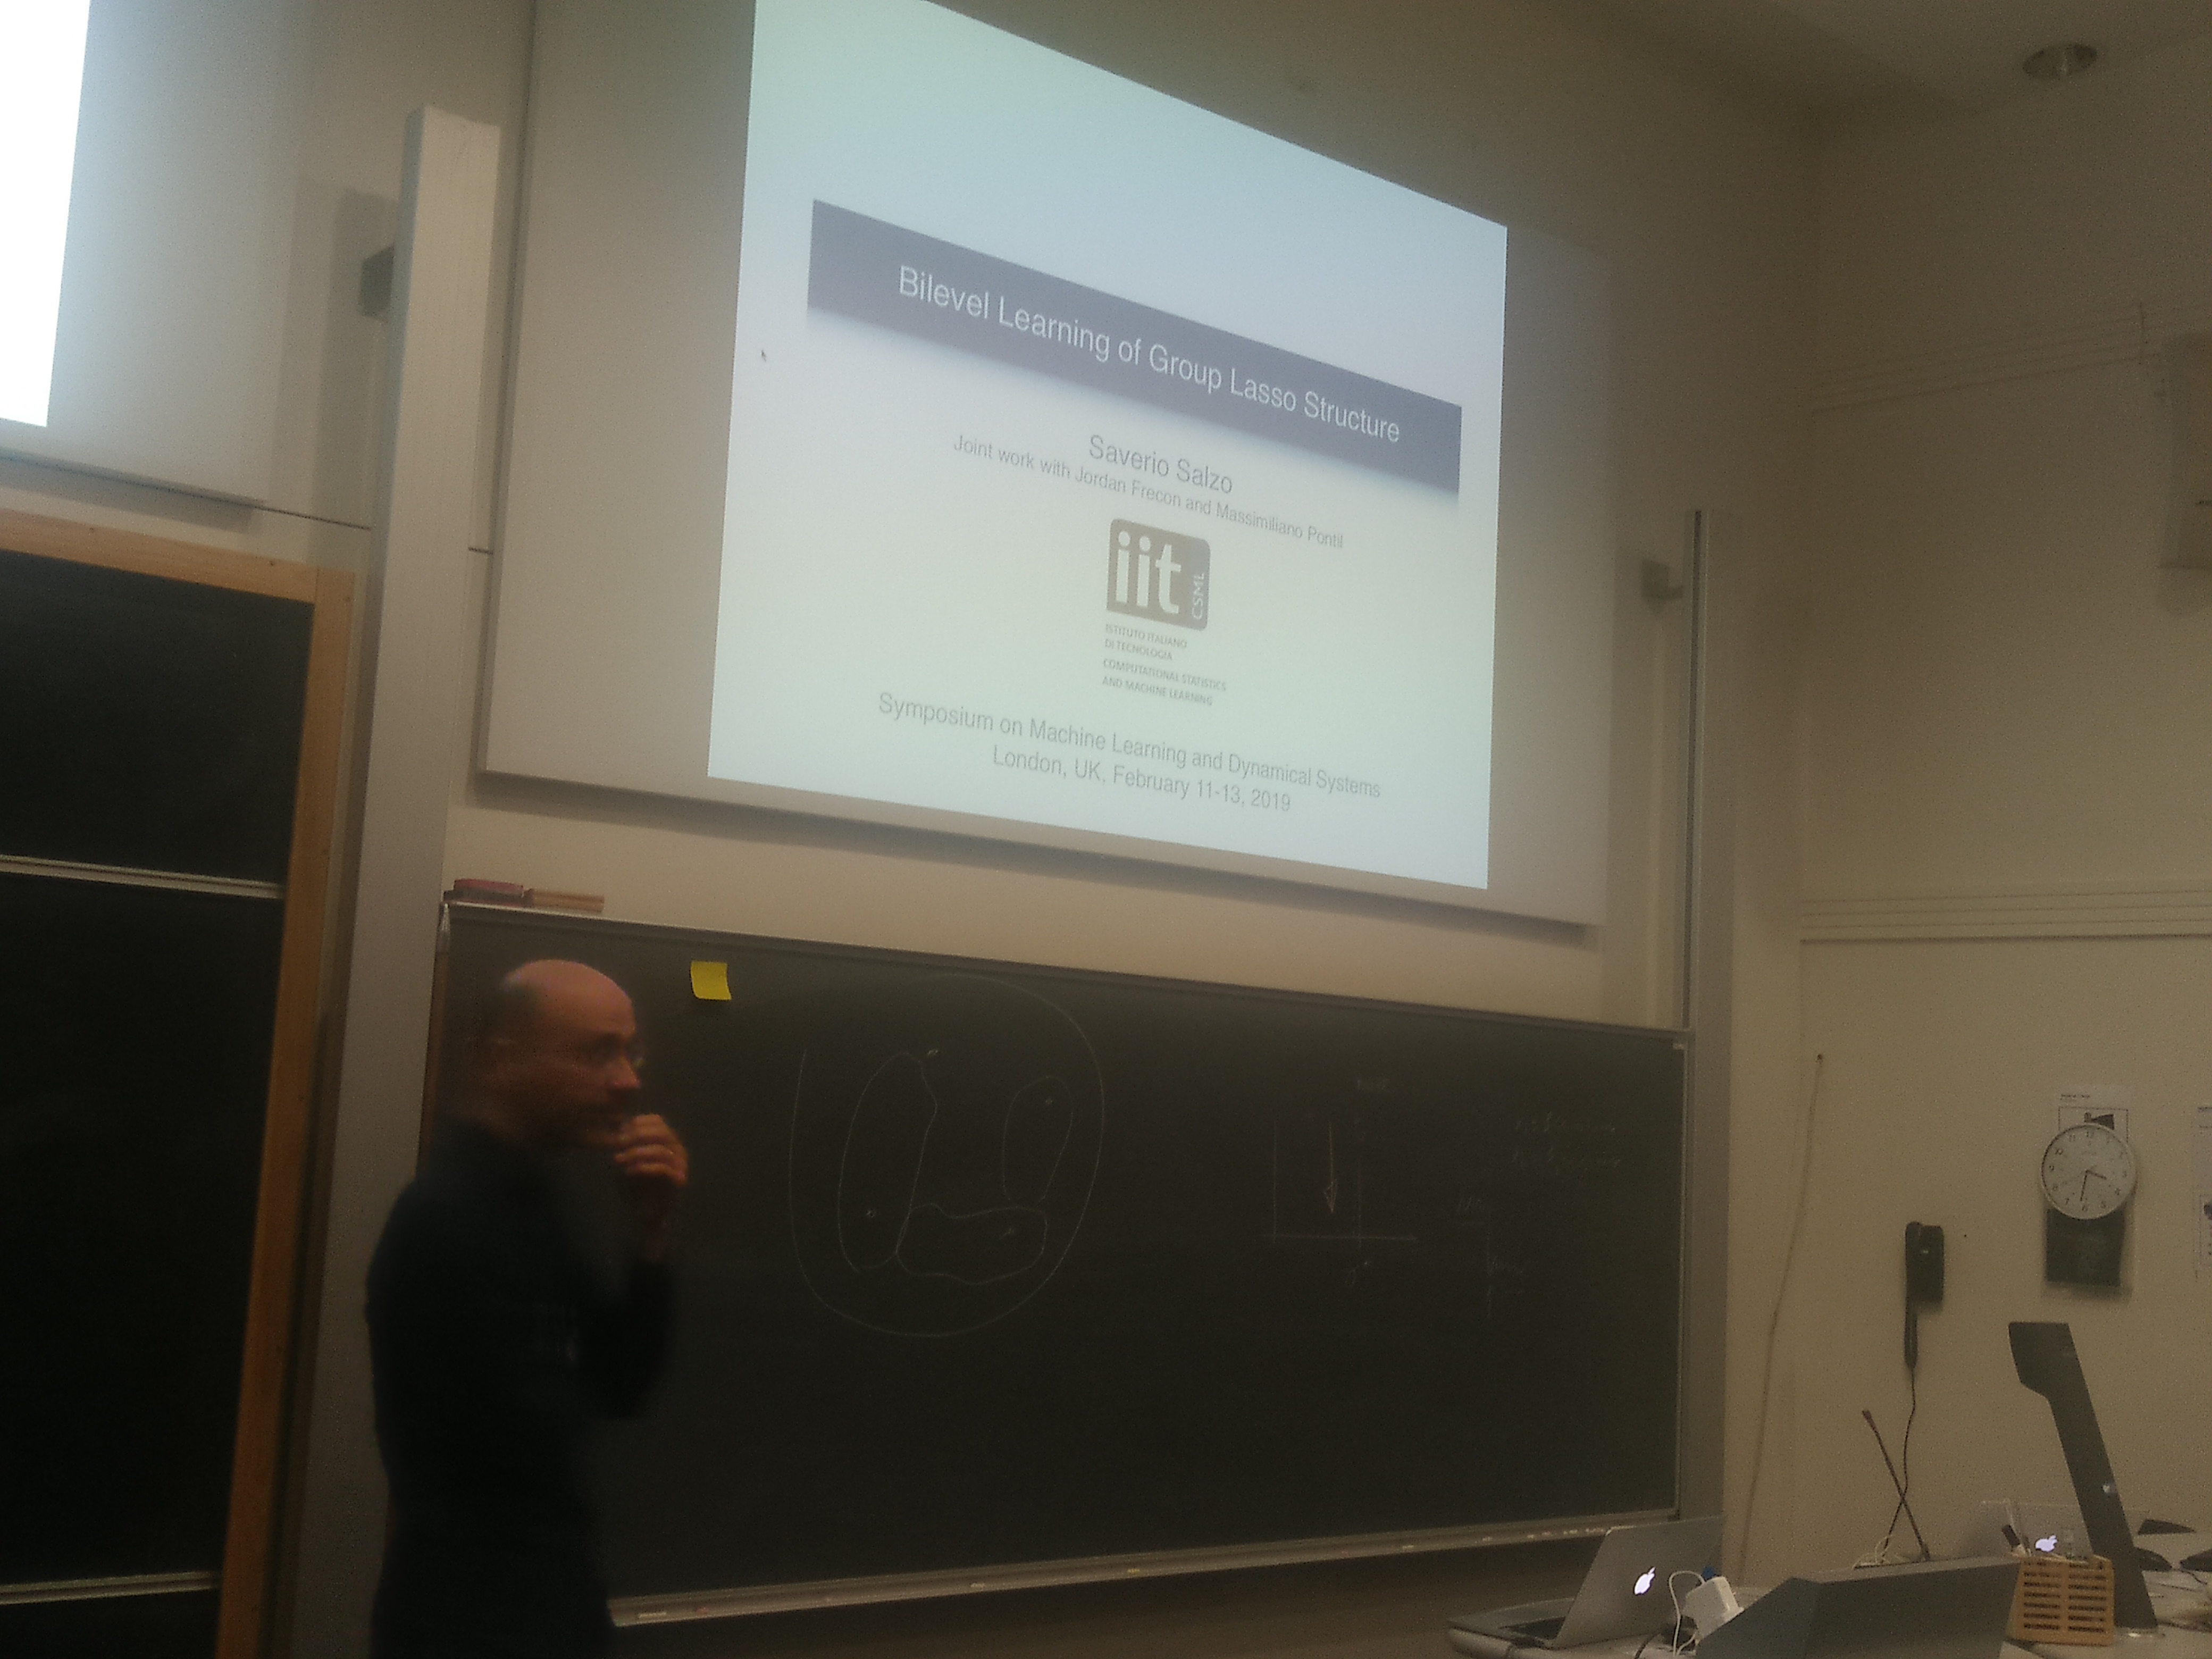 Bilevel Learning of Group Lasso Structure
Saverio Salzo
Joint work with Jordan Frecon and Massimiliano Pontil
iit
CSML
ISTITUTO ITALIANO
DI TECNOLOGIA
COMPUTATIONAL STATISTICS
AND MACHINE LEARNING
Symposium on Machine Learning and Dynamical Systems
London, UK, February 11-13, 2019